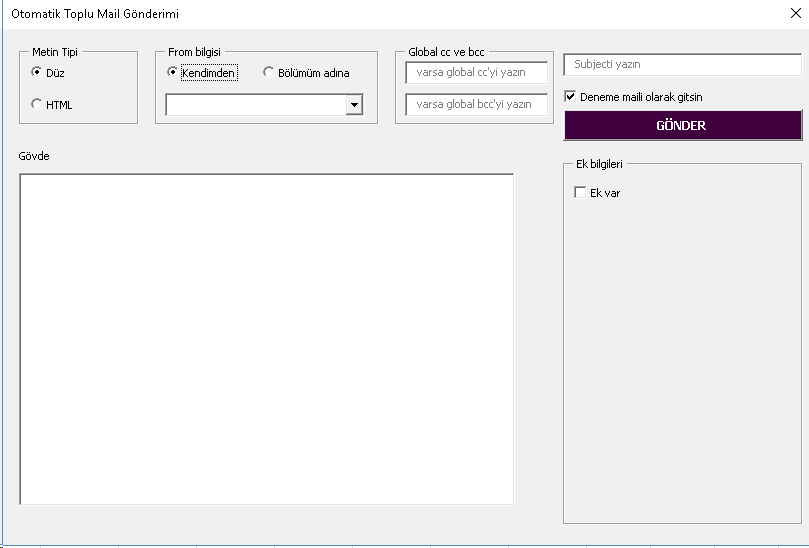 Otomatik Toplu Mail Gönderimi
Metin Tipi
Düz
HTML
From bilgisi
Kendimden
Bölümüm adına
Global cc ve bcc
varsa global cc'yi yazın
varsa global bcc'yi yazın
Subjecti yazın
Deneme maili olarak gitsin
GÖNDER
Gövde
Ek bilgileri
Ek var